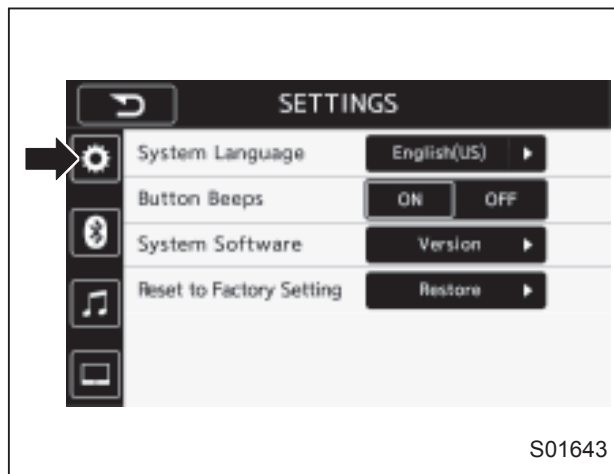 SETTINGS
System Language English(US)
Button Beeps ON OFF
System Software Version
Reset to Factory Setting Restore
S01643